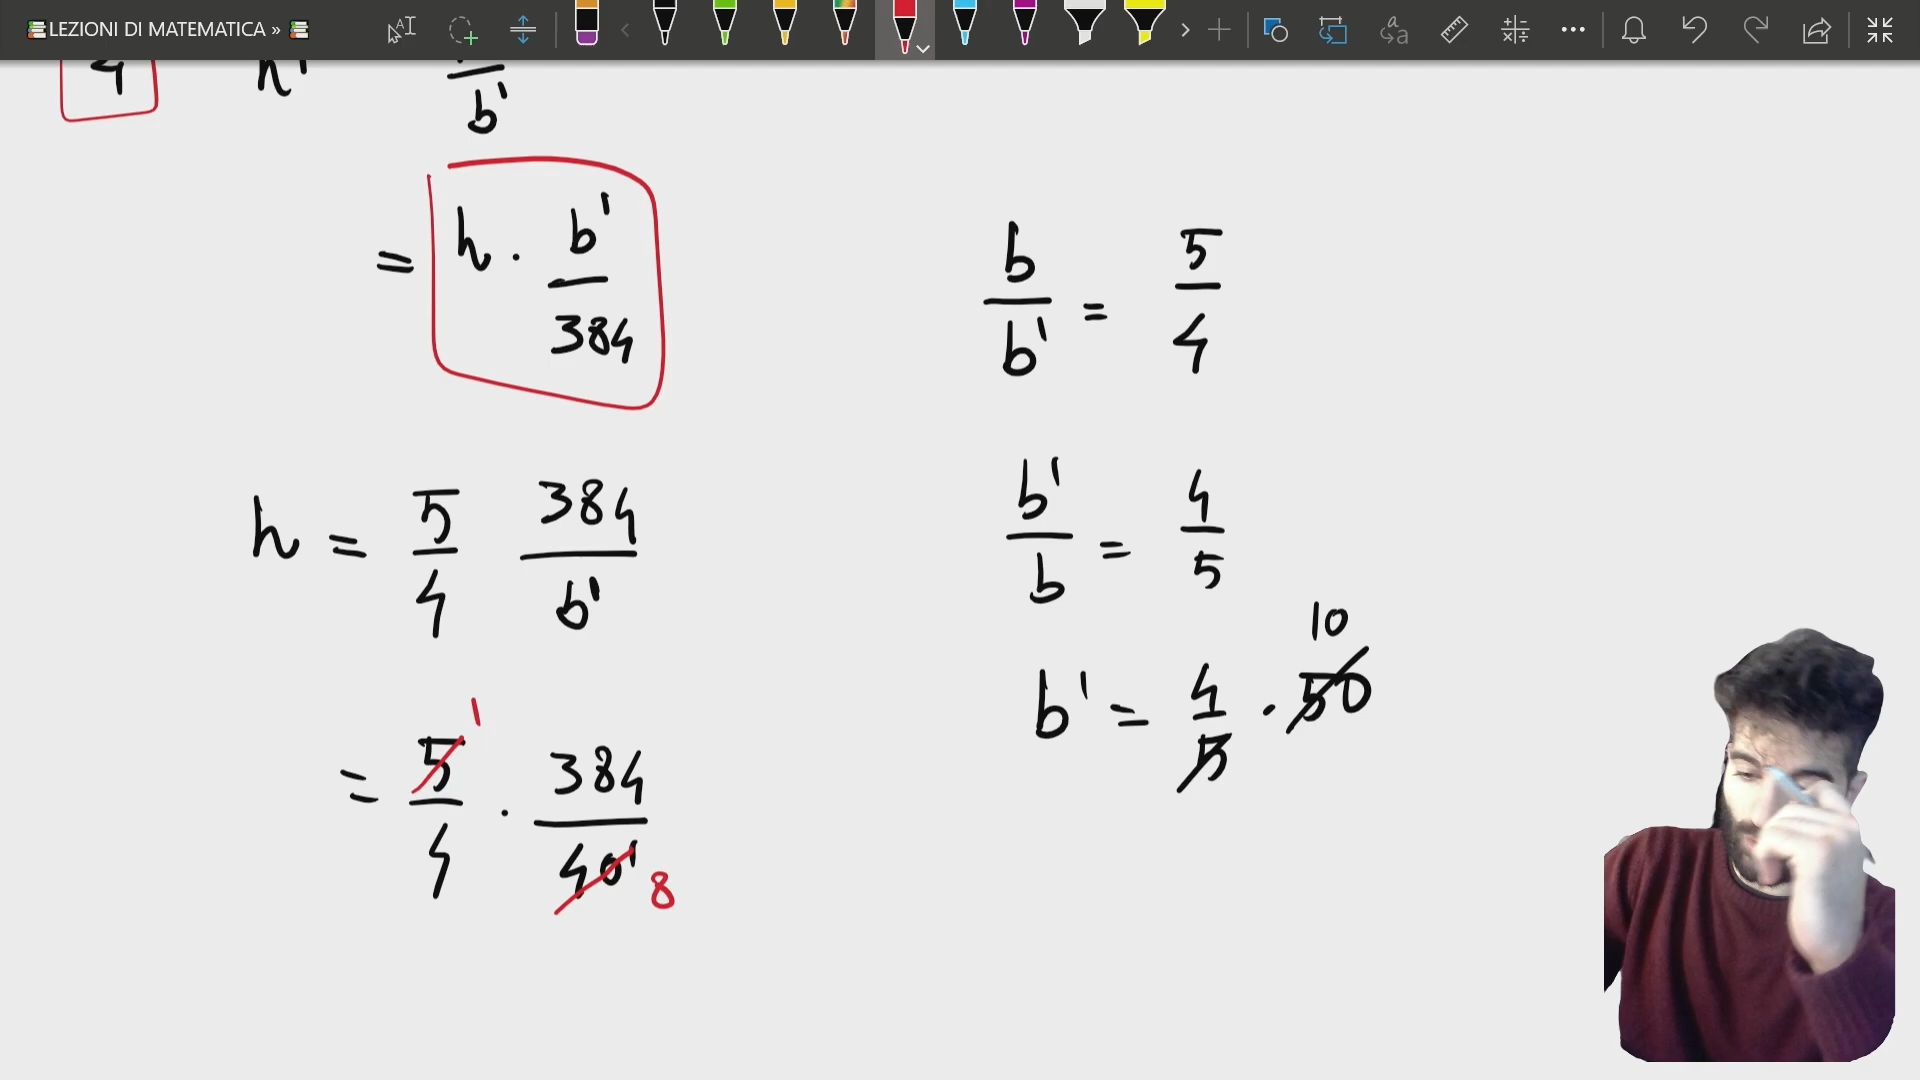 LEZIONI DI MATEMATICA »
4 h'
b'
= h · b'
384
b
b' = 5
4
h = 5
4 384
b'
b'
b = 4
5
10
b' = 4
5 · 50
1
= 5
4 · 384
40' 8